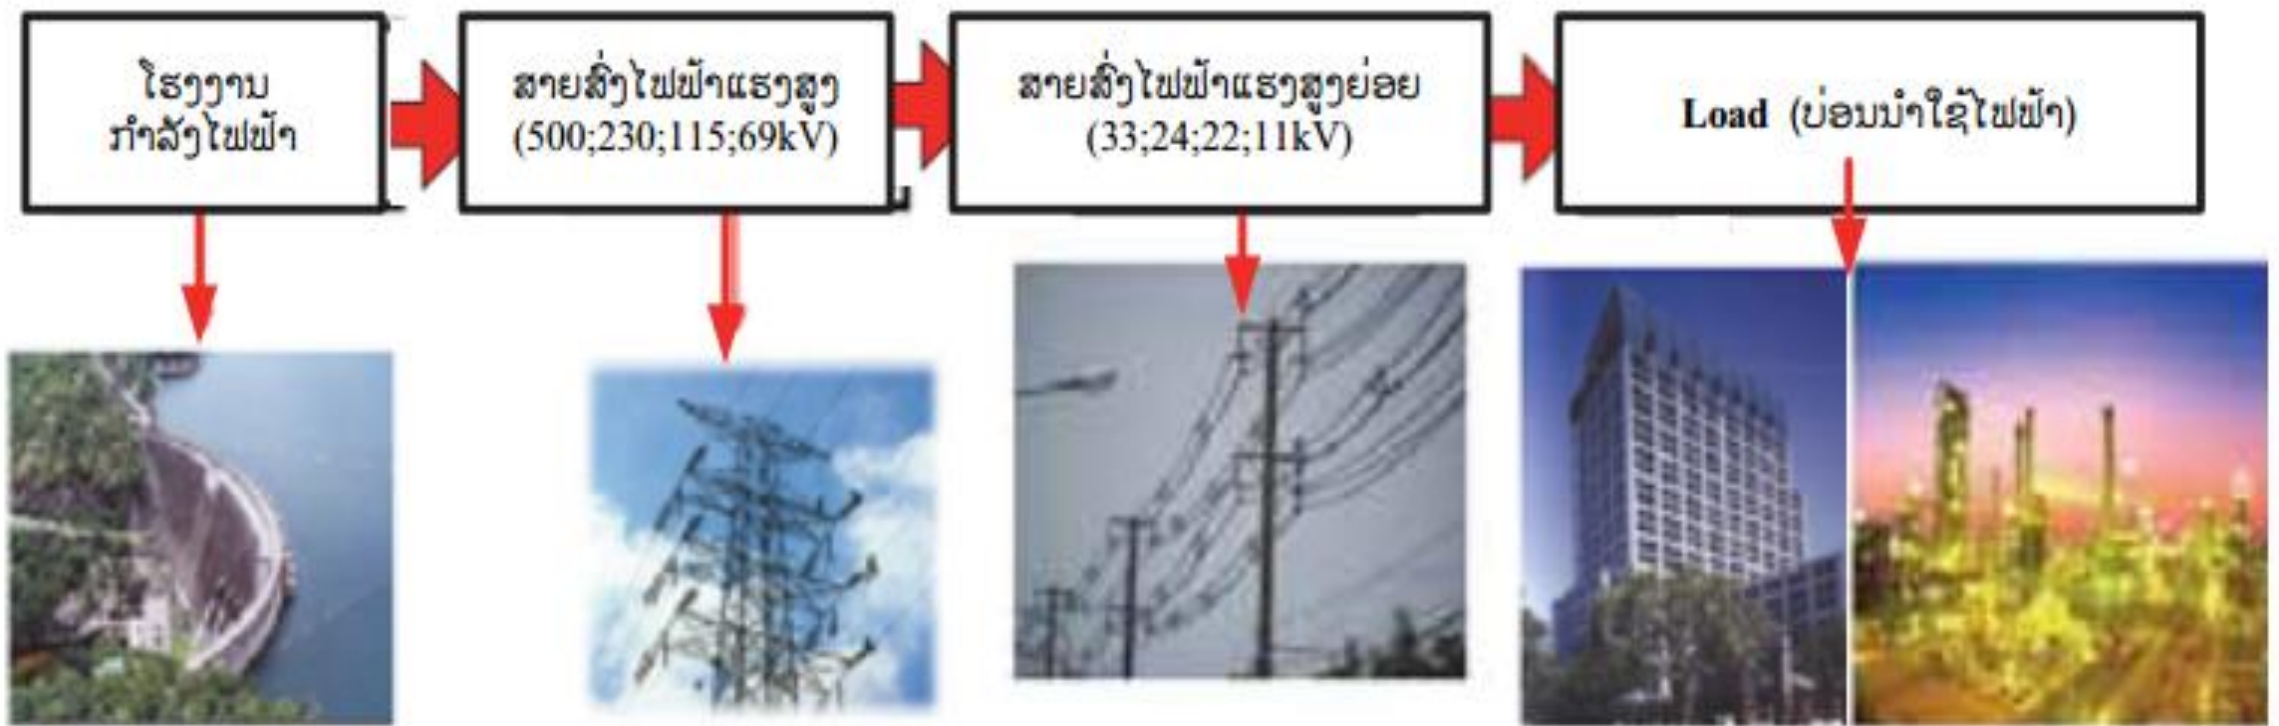 ໂຮງງານ
ກຳລັງໄຟຟ້າ
ສາຍສົ່ງໄຟຟ້າແຮງສູງ
(500;230;115;69kV)
ສາຍສົ່ງໄຟຟ້າແຮງສູງຍ່ອຍ
(33;24;22;11kV)
Load (ບ່ອນນຳໃຊ້ໄຟຟ້າ)